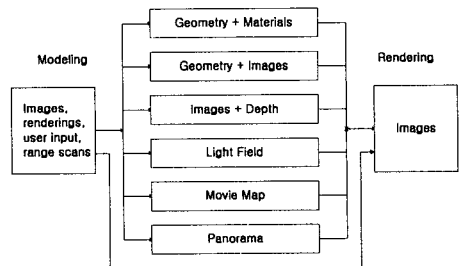 Geometry + Materials
Modeling
Geometry + Images
Rendering
Images,
renderings,
user input,
range scans
Images + Depth
Images
Light Field
Movie Map
Panorama